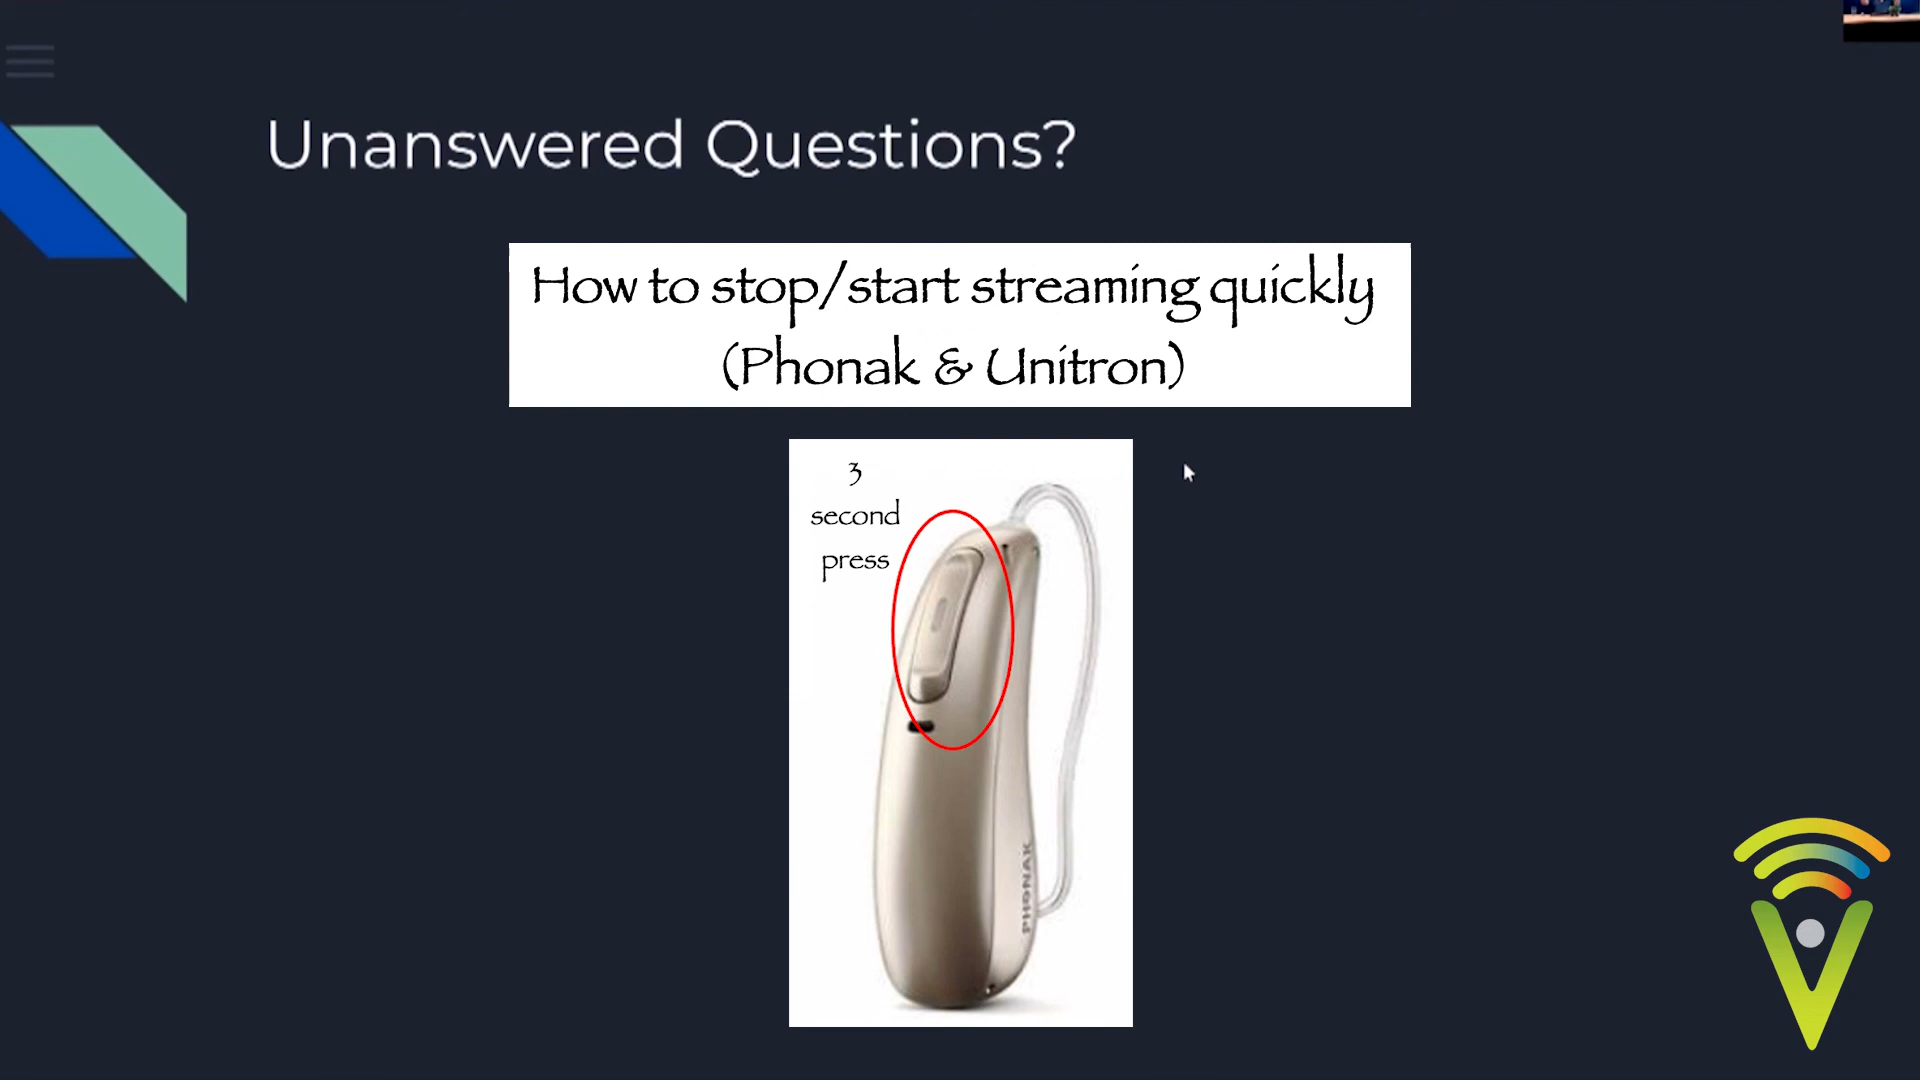 Unanswered Questions?
How to stop/start streaming quickly
(Phonak & Unitron)
3
second
press
PHONAK